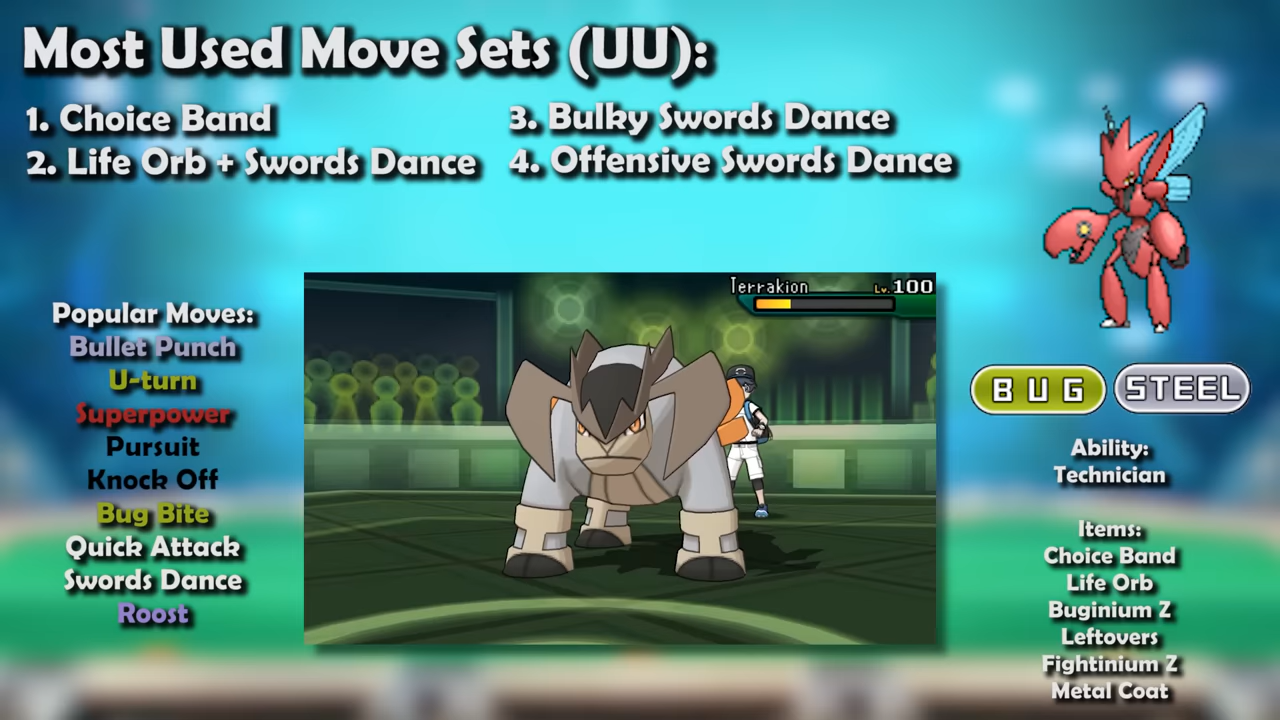 Most Used Move Sets (UU):
1. Choice Band
2. Life Orb + Swords Dance
3. Bulky Swords Dance
4. Offensive Swords Dance
Popular Moves:
Bullet Punch
U-turn
Superpower
Pursuit
Knock Off
Bug Bite
Quick Attack
Swords Dance
Roost
Terrakion Lv.100
BUG STEEL
Ability:
Technician
Items:
Choice Band
Life Orb
Buginium Z
Leftovers
Fightinium Z
Metal Coat